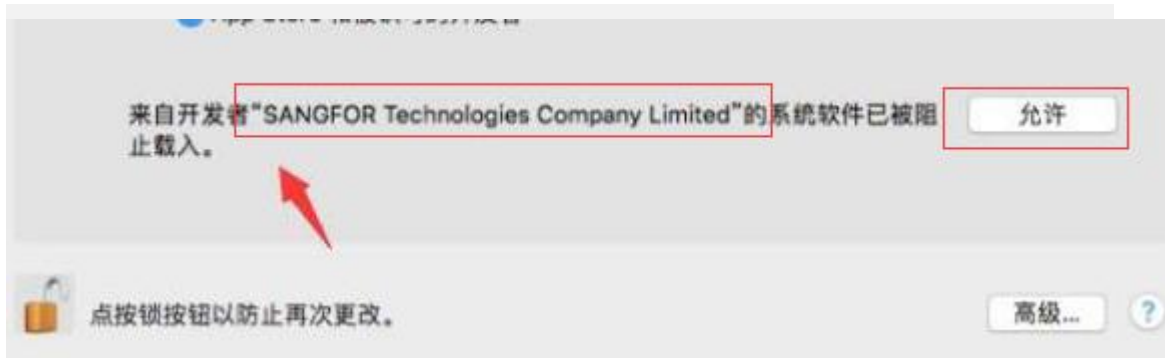 来自开发者“SANGFOR Technologies Company Limited”的系统软件已被阻
止载入。
允许
点按锁按钮以防止再次更改。
高级...
?